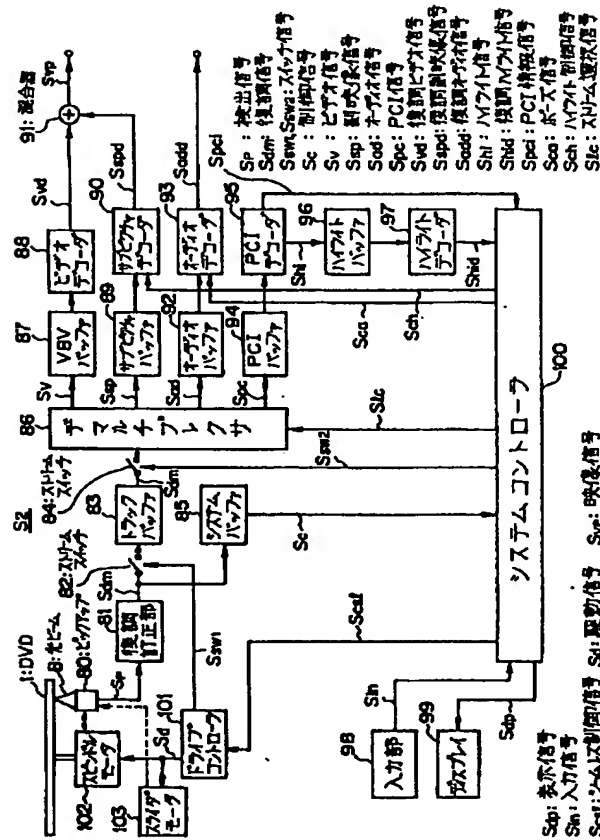 S2
1:DVD
8:光ビーム
80:ピックアップ
Sp
102
スピンドル
モータ
103
スライダ
モータ
Sd
101
ドライブ
コントローラ
81
復調
訂正部
Sdm
82:ストリーム
スイッチ
Ssw1
83
トラック
バッファ
84:ストリーム
スイッチ
Sdm
85
システム
バッファ
Sc
Ssw2
86
デマルチプレクサ
Slc
Sv
87
VBV
バッファ
88
ビデオ
デコーダ
Svd
91:混合器
Svp
Ssp
89
サブピクチャ
バッファ
90
サブピクチャ
デコーダ
Sspd
Sad
92
オーディオ
バッファ
93
オーディオ
デコーダ
Sadd
Spc
94
PCI
バッファ
95
PCI
デコーダ
Spci
Shi
96
ハイライト
バッファ
97
ハイライト
デコーダ
Shid
Sca
Sch
Scsl
98
入力部
Sin
99
ディスプレイ
Sdp
100
システムコントローラ
Sp:検出信号
Sdm:復調信号
Ssw1,Ssw2:スイッチ信号
Sc:制御信号
Sv:ビデオ信号
Ssp:副映像信号
Sad:オーディオ信号
Spc:PCI信号
Svd:復調ビデオ信号
Sspd:復調副映像信号
Sadd:復調オーディオ信号
Shi:ハイライト信号
Shid:復調ハイライト信号
Spci:PCI情報信号
Sca:ポーズ信号
Sch:ハイライト制御信号
Slc:ストリーム選択信号
Sdp:表示信号
Sin:入力信号
Scsl:シームレス制御信号
Sd:駆動信号
Svp:映像信号